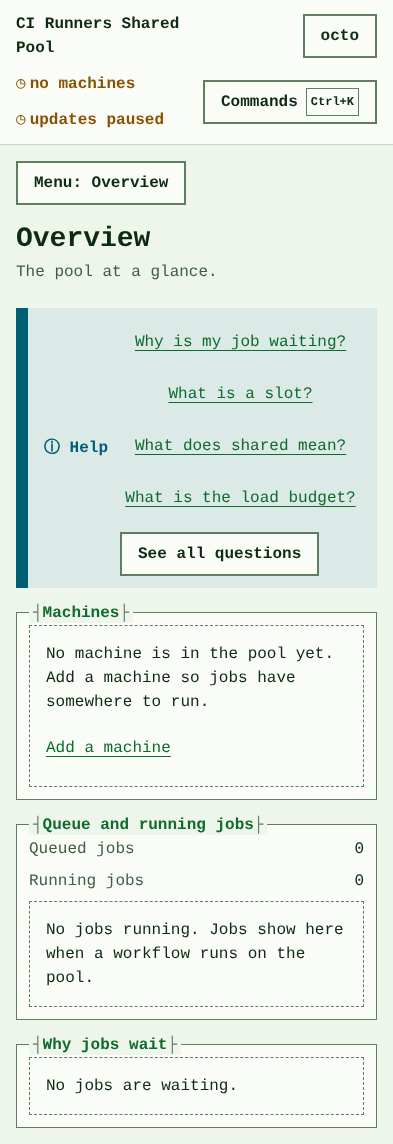 CI Runners Shared
Pool
octo
no machines
updates paused
Commands Ctrl+K
Menu: Overview
Overview
The pool at a glance.
Help
Why is my job waiting?
What is a slot?
What does shared mean?
What is the load budget?
See all questions
Machines
No machine is in the pool yet.
Add a machine so jobs have
somewhere to run.
Add a machine
Queue and running jobs
Queued jobs 0
Running jobs 0
No jobs running. Jobs show here
when a workflow runs on the
pool.
Why jobs wait
No jobs are waiting.